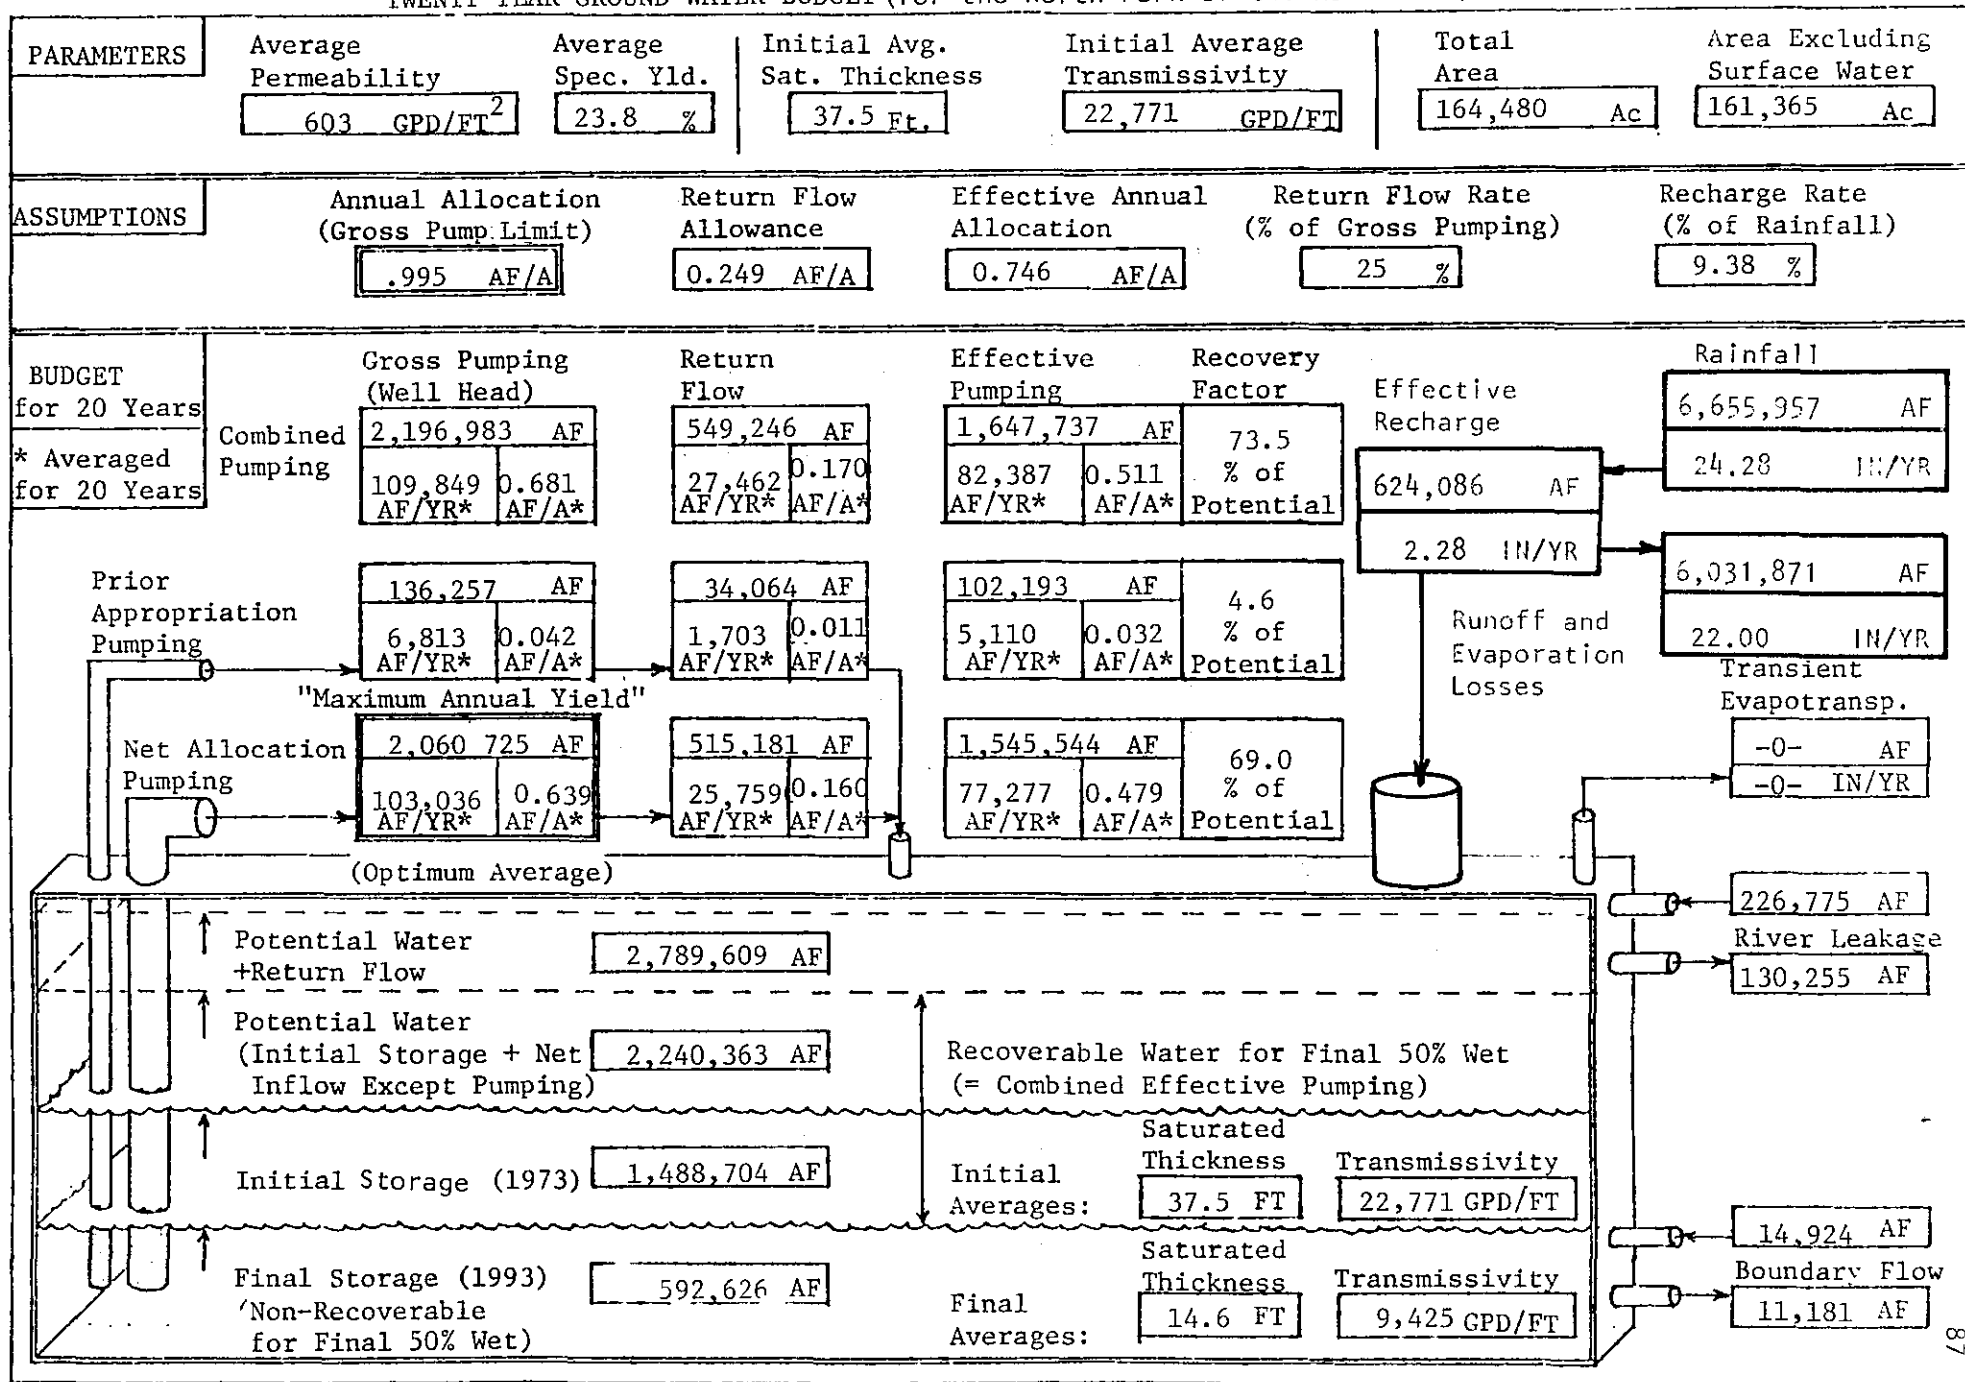 TWENTY YEAR GROUND WATER BUDGET (for the North Fork
PARAMETERS
Average Permeability
603 GPD/FT2
Average Spec. Yld.
23.8 %
Initial Avg. Sat. Thickness
37.5 Ft.
Initial Average Transmissivity
22,771 GPD/FT
Total Area
164,480 Ac
Area Excluding Surface Water
161,365 Ac
ASSUMPTIONS
Annual Allocation
(Gross Pump Limit)
.995 AF/A
Return Flow Allowance
0.249 AF/A
Effective Annual Allocation
0.746 AF/A
Return Flow Rate
(% of Gross Pumping)
25 %
Recharge Rate
(% of Rainfall)
9.38 %
BUDGET
for 20 Years
* Averaged
for 20 Years
Gross Pumping
(Well Head)
Return Flow
Effective Pumping
Recovery Factor
Combined Pumping
2,196,983 AF
109,849 AF/YR*
0.681 AF/A*
549,246 AF
27,462 AF/YR*
0.170 AF/A*
1,647,737 AF
82,387 AF/YR*
0.511 AF/A*
73.5 % of Potential
Effective Recharge
624,086 AF
2.28 IN/YR
Rainfall
6,655,957 AF
24.28 IN/YR
6,031,871 AF
22.00 IN/YR
Runoff and
Evaporation
Losses
Prior
Appropriation
Pumping
136,257 AF
6,813 AF/YR*
0.042 AF/A*
34,064 AF
1,703 AF/YR*
0.011 AF/A*
102,193 AF
5,110 AF/YR*
0.032 AF/A*
4.6 % of Potential
"Maximum Annual Yield"
Net Allocation
Pumping
2,060 725 AF
103,036 AF/YR*
0.639 AF/A*
515,181 AF
25,759 AF/YR*
0.160 AF/A*
1,545,544 AF
77,277 AF/YR*
0.479 AF/A*
69.0 % of Potential
(Optimum Average)
Transient
Evapotransp.
-0- AF
-0- IN/YR
226,775 AF
River Leakage
130,255 AF
Potential Water
+Return Flow
2,789,609 AF
Potential Water
(Initial Storage + Net
Inflow Except Pumping)
2,240,363 AF
Recoverable Water for Final 50% Wet
(= Combined Effective Pumping)
Initial Storage (1973)
1,488,704 AF
Initial
Averages:
Saturated
Thickness
37.5 FT
Transmissivity
22,771 GPD/FT
Final Storage (1993)
'Non-Recoverable
for Final 50% Wet)
592,626 AF
Final
Averages:
Saturated
Thickness
14.6 FT
Transmissivity
9,425 GPD/FT
14,924 AF
Boundary Flow
11,181 AF
87